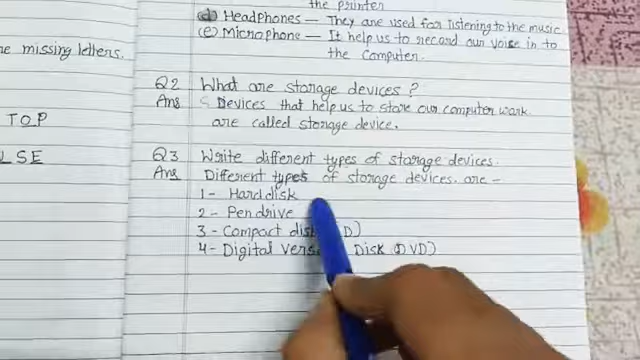 the printer
(d) Headphones — They are used for listening to the music
(e) Microphone — It help us to record our voice in to
the computer.
e missing letters.
TOP
LSE
Q2 What are storage devices?
Ans Devices that help us to store our computer work
are called storage device.
Q3 Write different types of storage devices.
Ans Different types of storage devices are -
1- Hard disk
2- Pen drive
3- Compact dis D)
4- Digital Vers Disk (DVD)